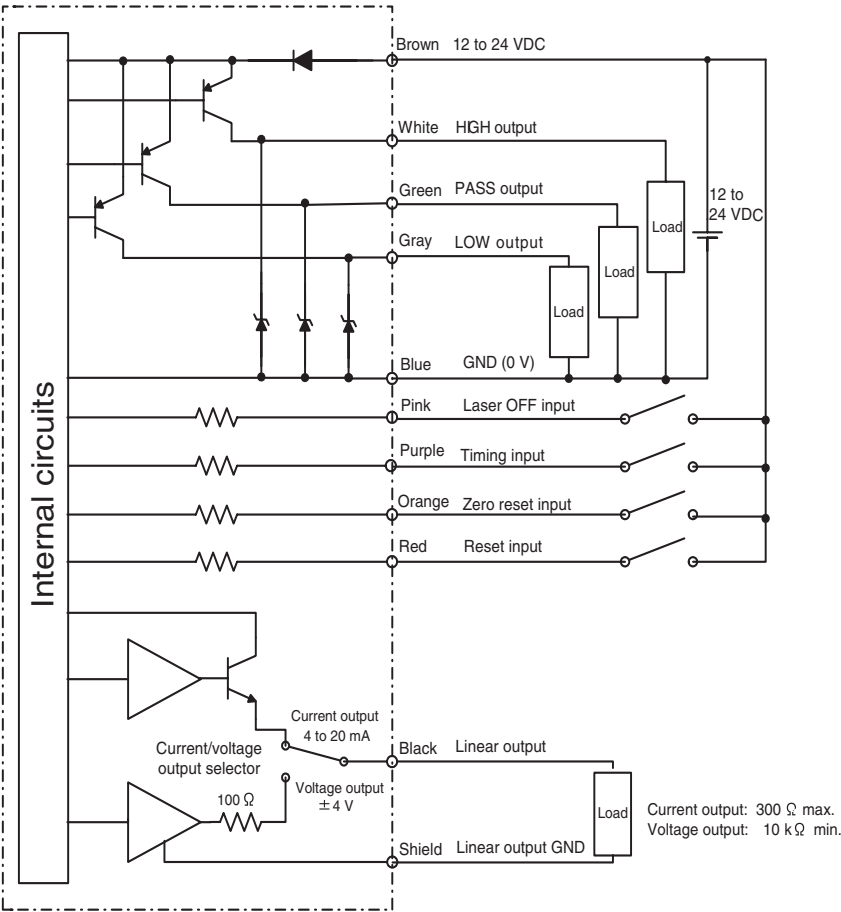 Internal circuits
Brown 12 to 24 VDC
White HIGH output
Green PASS output
Gray LOW output
12 to
24 VDC
Load
Load
Load
Blue GND (0 V)
Pink Laser OFF input
Purple Timing input
Orange Zero reset input
Red Reset input
Current output
4 to 20 mA
Current/voltage
output selector
Black Linear output
Voltage output
±4 V
100 Ω
Load
Current output: 300 Ω max.
Voltage output: 10 kΩ min.
Shield Linear output GND